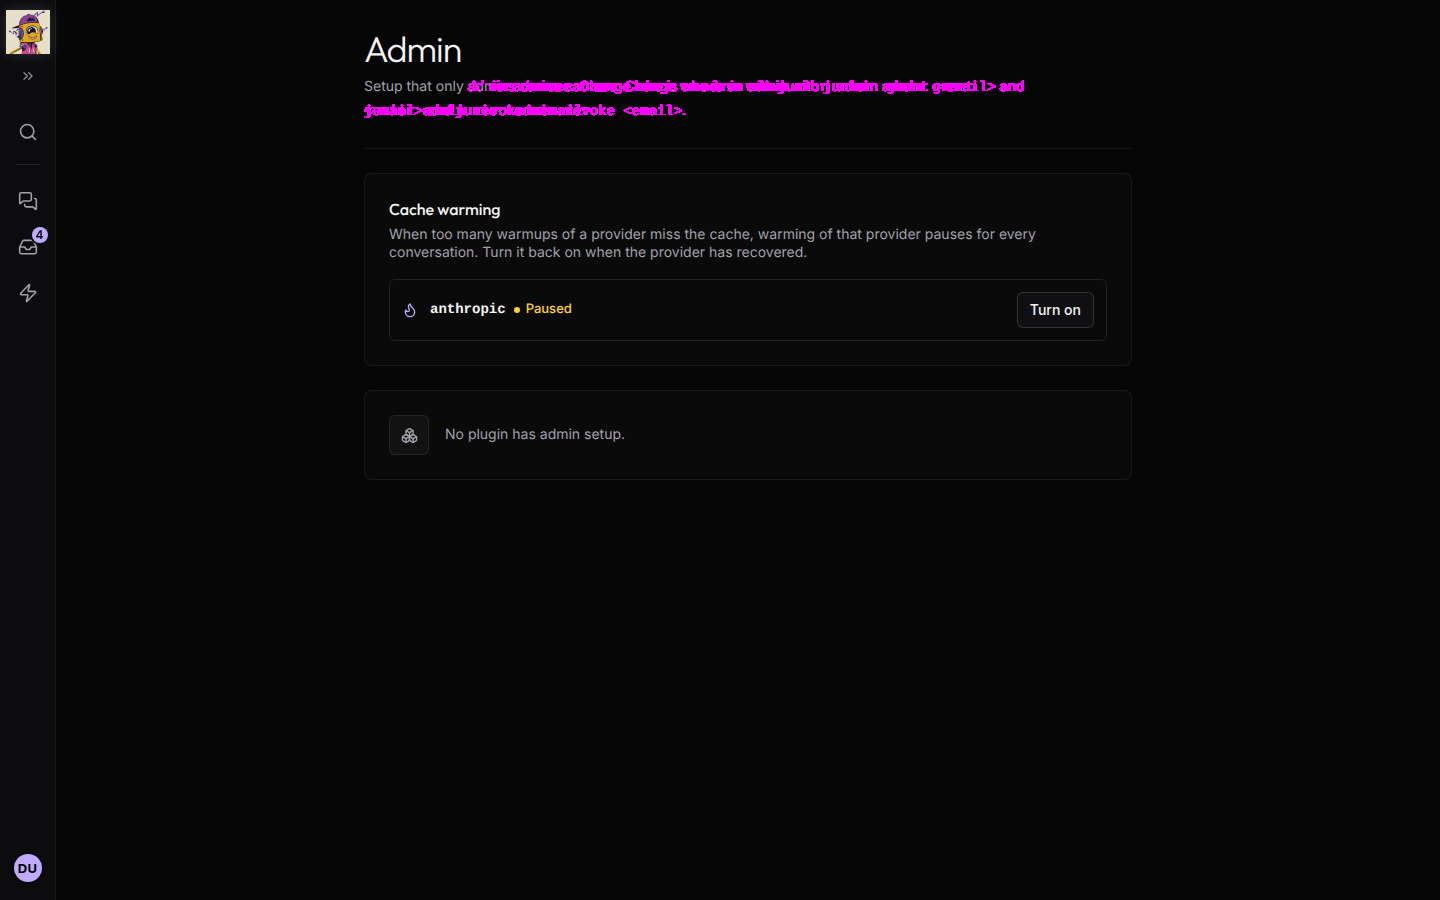 4
DU
Admin
Setup that only
<email>.
Cache warming
When too many warmups of a provider miss the cache, warming of that provider pauses for every
conversation. Turn it back on when the provider has recovered.
anthropic Paused
Turn on
No plugin has admin setup.